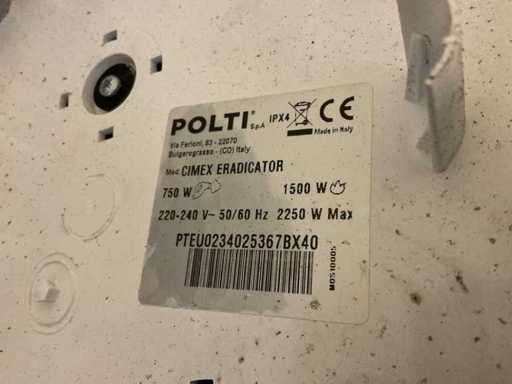 POLTI S.p.A IPX4 CE
Via Ferloni, 83 - 22070
Bulgarograsso - (CO) Italy
Made in Italy
Mod. CIMEX ERADICATOR
750 W 1500 W
220-240 V~ 50/60 Hz 2250 W Max
PTEU0234025367BX40
M0S10005